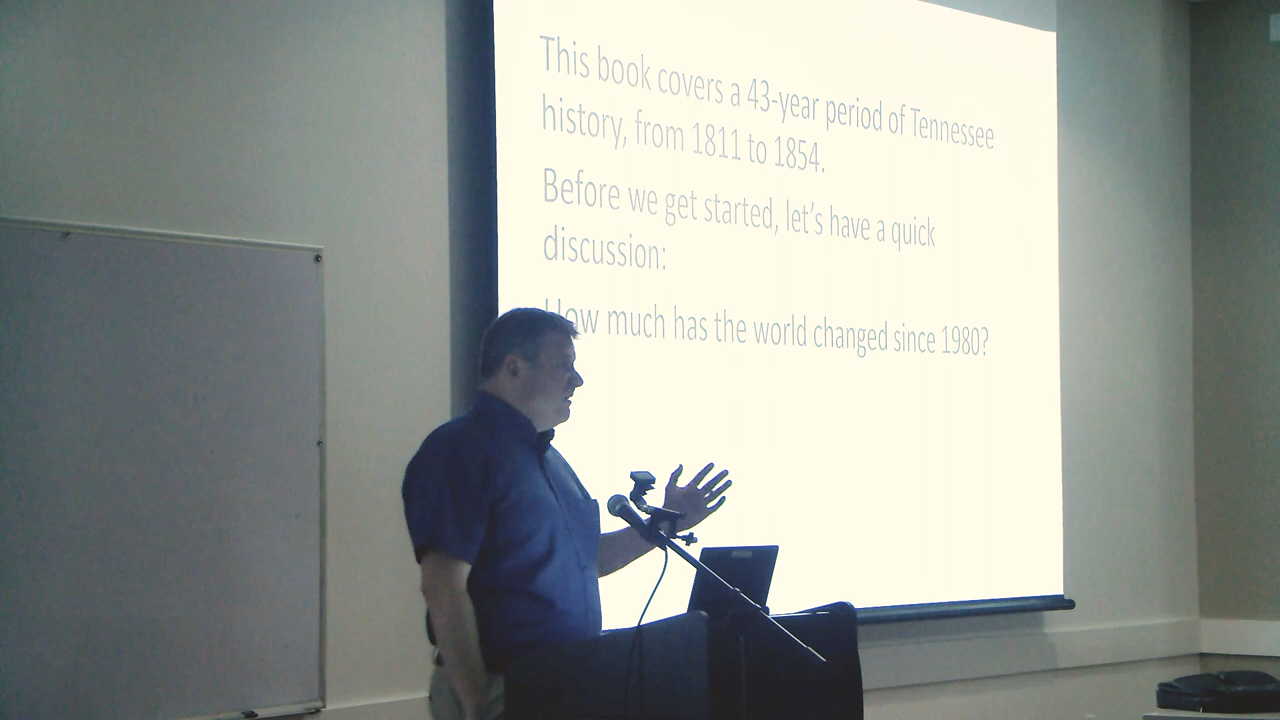 This book covers a 43-year period of Tennessee
history, from 1811 to 1854.
Before we get started, let's have a quick
discussion:
How much has the world changed since 1980?